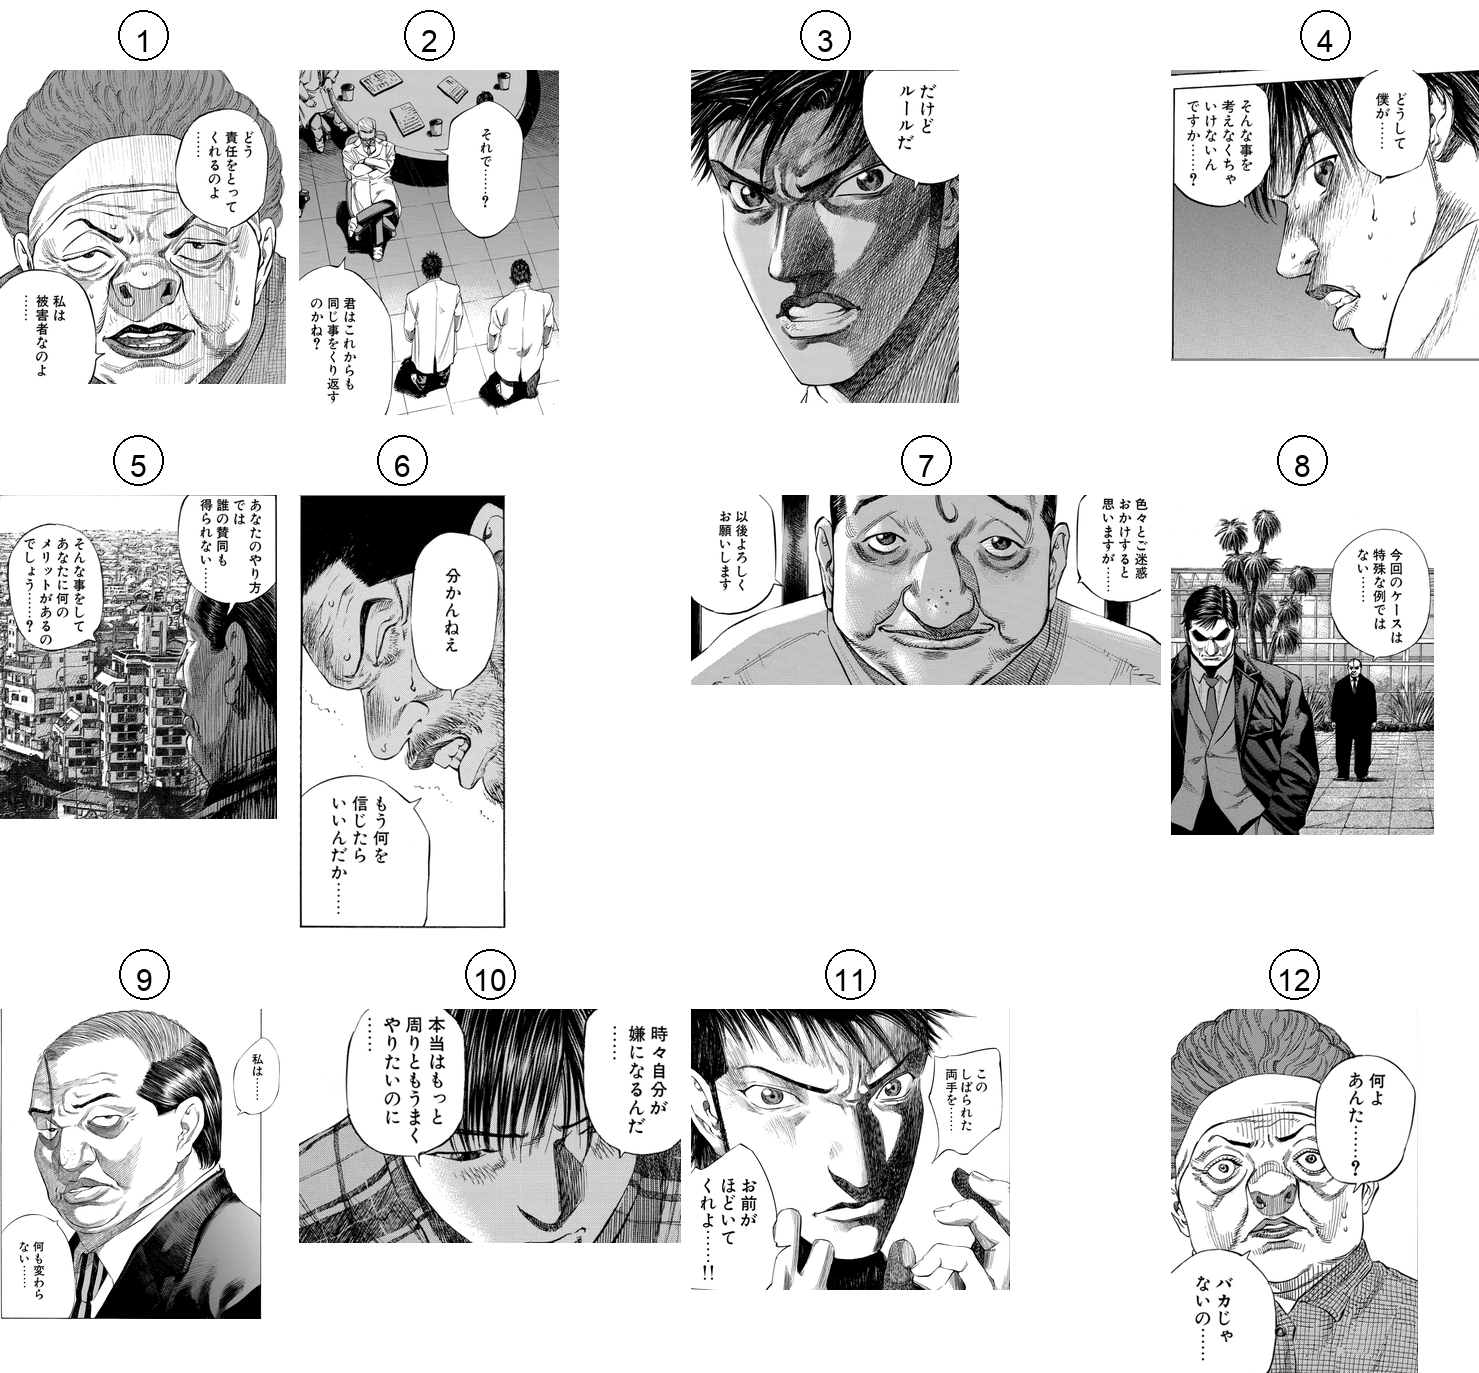 1
どう
責任をとって
くれるのよ
……
私は
被害者なのよ
……
2
それで……?
君はこれからも
同じ事をくり返す
のかね?
3
だけど
ルールだ
4
どうして
僕が……
そんな事を
考えなくちゃ
いけないん
ですか……?
5
あなたのやり方
では
誰の賛同も
得られない……
そんな事をして
あなたに何の
メリットがあるの
でしょう……?
6
分かんねえ
もう何を
信じたら
いいんだか……
7
色々とご迷惑
おかけすると
思いますが……
以後よろしく
お願いします
8
今回のケースは
特殊な例では
ない……
9
私は……
何も変わら
ない……
10
時々自分が
嫌になるんだ
……
本当はもっと
周りともうまく
やりたいのに
……
11
この
しばられた
両手を……
お前が
ほどいて
くれよ……!!
12
何よ
あんた……?
バカじゃ
ないの……